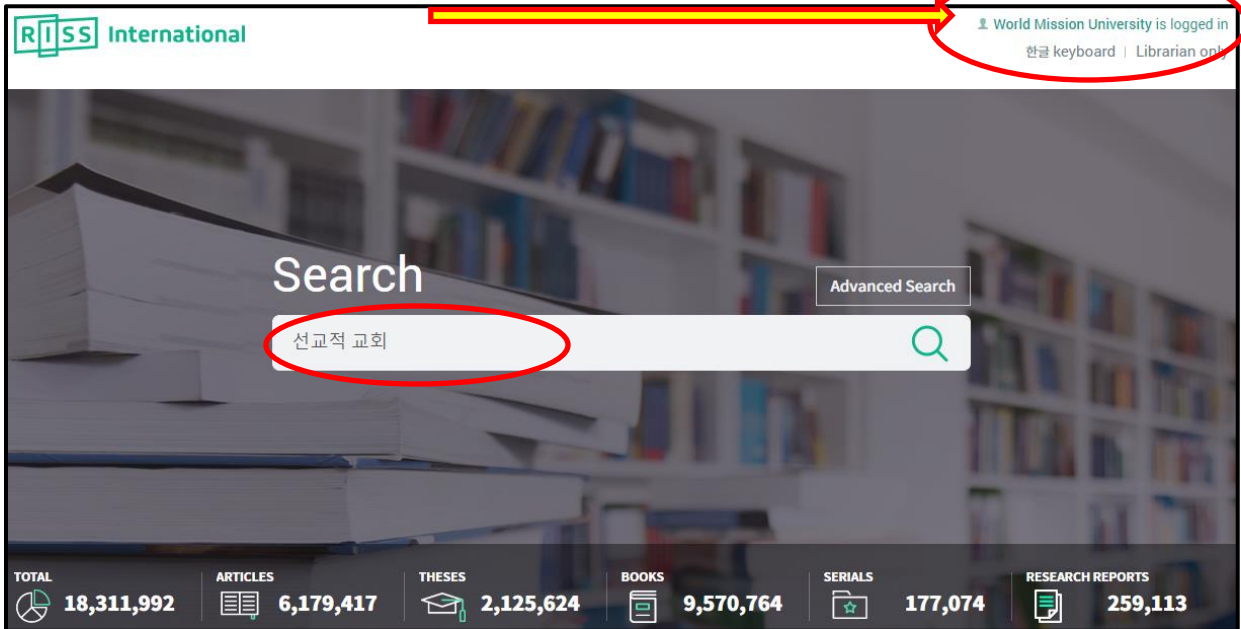 RISS International
World Mission University is logged in
한글 keyboard | Librarian only
Search
Advanced Search
선교적 교회
TOTAL
18,311,992
ARTICLES
6,179,417
THESES
2,125,624
BOOKS
9,570,764
SERIALS
177,074
RESEARCH REPORTS
259,113